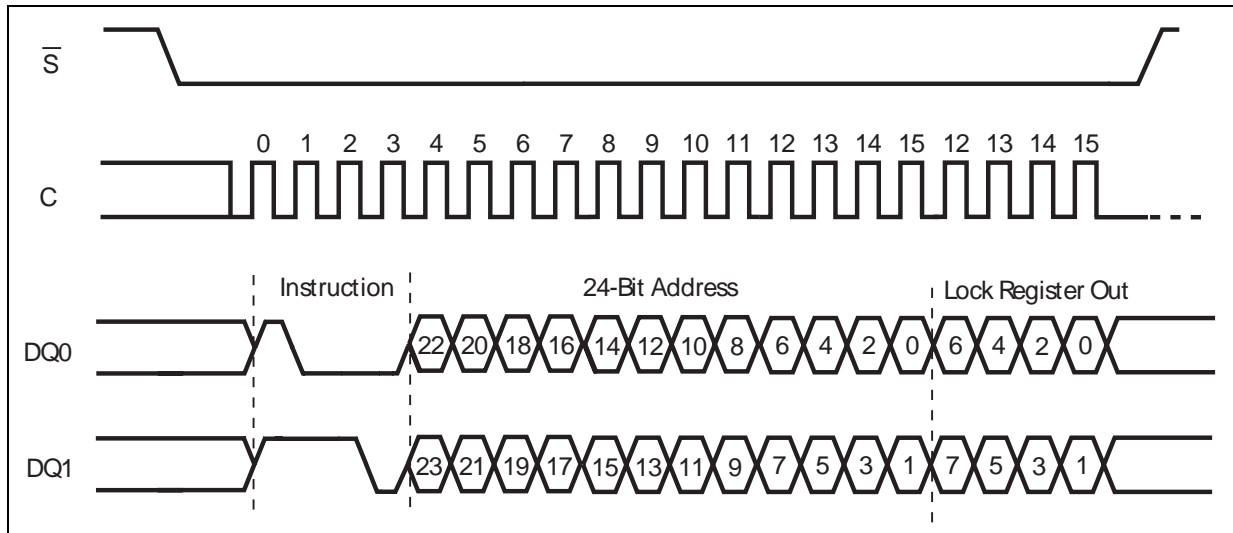 S
0 1 2 3 4 5 6 7 8 9 10 11 12 13 14 15 12 13 14 15
C
Instruction 24-Bit Address Lock Register Out
DQ0 22 20 18 16 14 12 10 8 6 4 2 0 6 4 2 0
DQ1 23 21 19 17 15 13 11 9 7 5 3 1 7 5 3 1